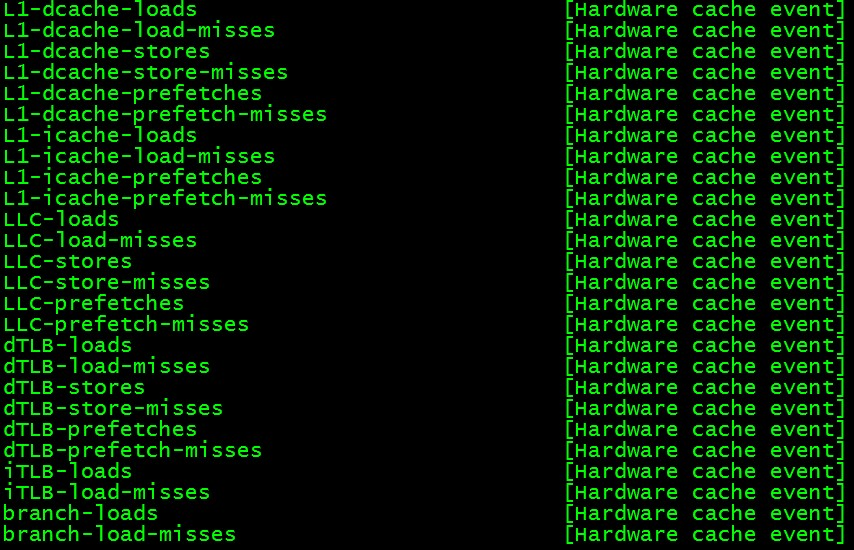 L1-dcache-loads [Hardware cache event]
L1-dcache-load-misses [Hardware cache event]
L1-dcache-stores [Hardware cache event]
L1-dcache-store-misses [Hardware cache event]
L1-dcache-prefetches [Hardware cache event]
L1-dcache-prefetch-misses [Hardware cache event]
L1-icache-loads [Hardware cache event]
L1-icache-load-misses [Hardware cache event]
L1-icache-prefetches [Hardware cache event]
L1-icache-prefetch-misses [Hardware cache event]
LLC-loads [Hardware cache event]
LLC-load-misses [Hardware cache event]
LLC-stores [Hardware cache event]
LLC-store-misses [Hardware cache event]
LLC-prefetches [Hardware cache event]
LLC-prefetch-misses [Hardware cache event]
dTLB-loads [Hardware cache event]
dTLB-load-misses [Hardware cache event]
dTLB-stores [Hardware cache event]
dTLB-store-misses [Hardware cache event]
dTLB-prefetches [Hardware cache event]
dTLB-prefetch-misses [Hardware cache event]
iTLB-loads [Hardware cache event]
iTLB-load-misses [Hardware cache event]
branch-loads [Hardware cache event]
branch-load-misses [Hardware cache event]